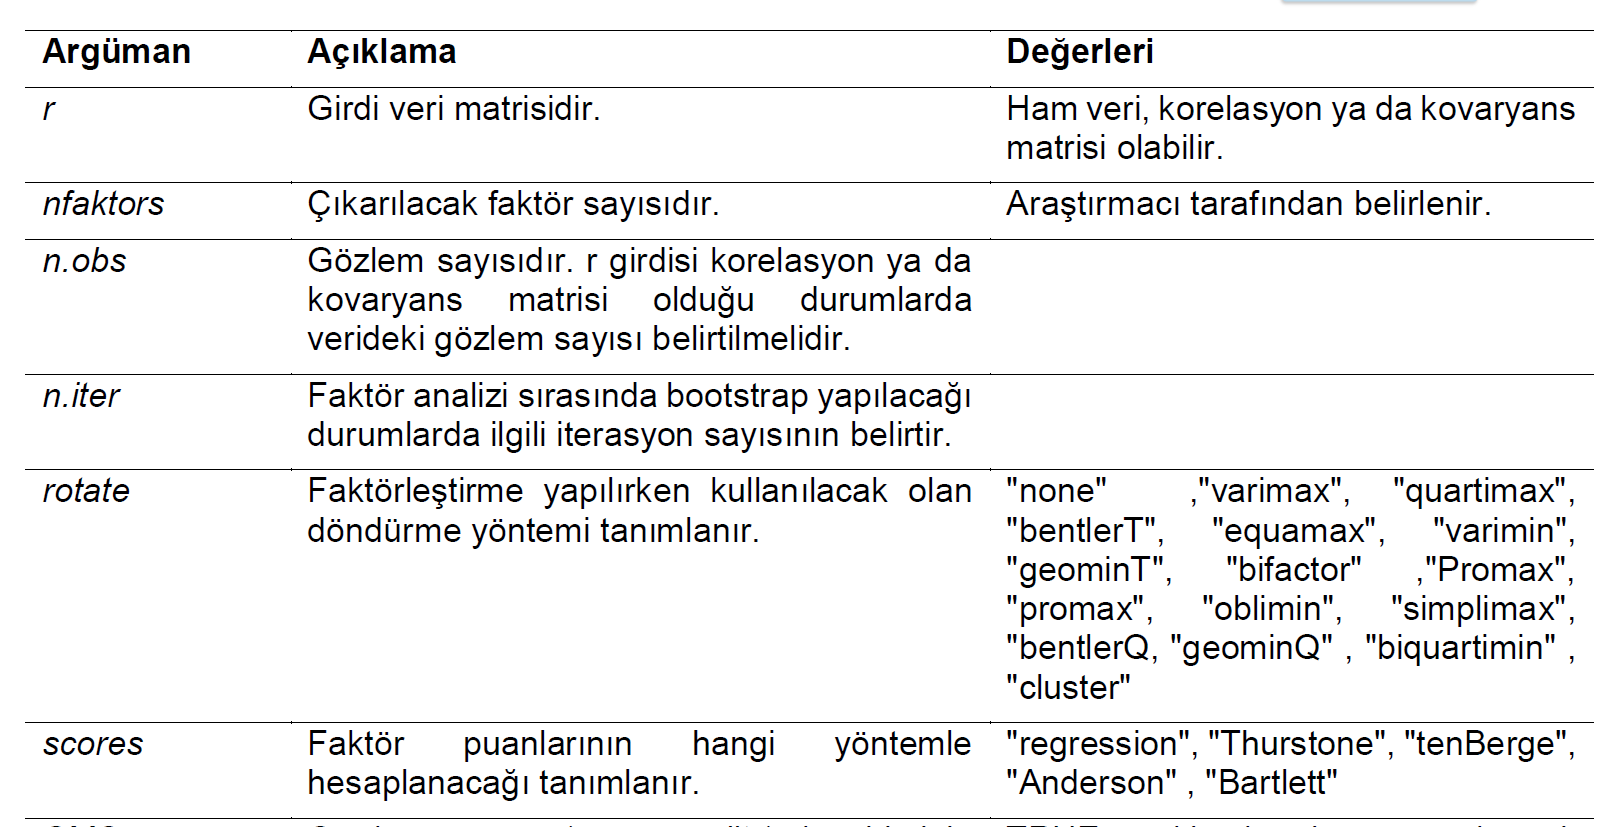 Argüman Açıklama Değerleri
r Girdi veri matrisidir. Ham veri, korelasyon ya da kovaryans
matrisi olabilir.
nfaktors Çıkarılacak faktör sayısıdır. Araştırmacı tarafından belirlenir.
n.obs Gözlem sayısıdır. r girdisi korelasyon ya da
kovaryans matrisi olduğu durumlarda
verideki gözlem sayısı belirtilmelidir.
n.iter Faktör analizi sırasında bootstrap yapılacağı
durumlarda ilgili iterasyon sayısının belirtir.
rotate Faktörleştirme yapılırken kullanılacak olan "none" ,"varimax", "quartimax",
döndürme yöntemi tanımlanır. "bentlerT", "equamax", "varimin",
"geominT", "bifactor" ,"Promax",
"promax", "oblimin", "simplimax",
"bentlerQ, "geominQ" , "biquartimin" ,
"cluster"
scores Faktör puanlarının hangi yöntemle "regression", "Thurstone", "tenBerge",
hesaplanacağı tanımlanır. "Anderson" , "Bartlett"